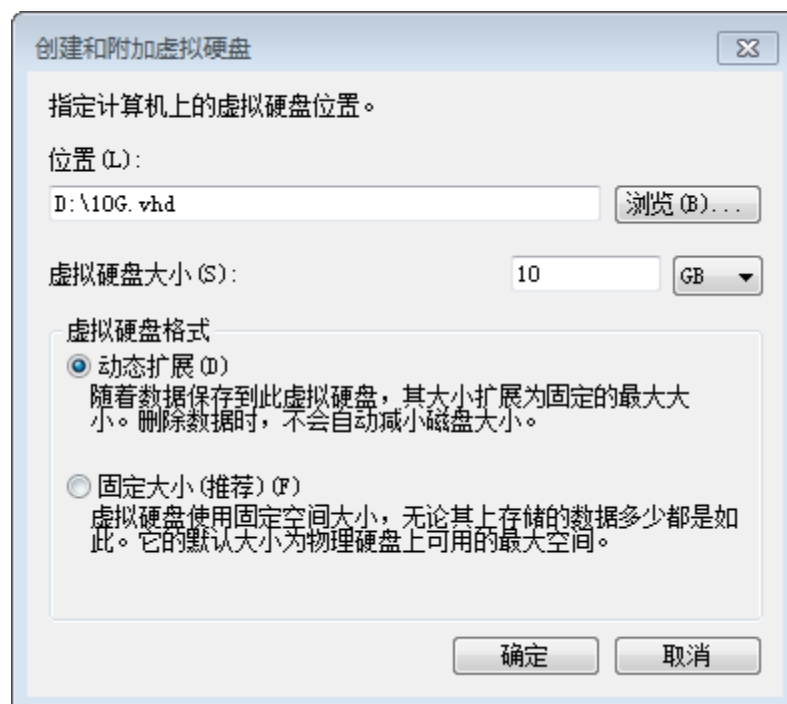 创建和附加虚拟硬盘
指定计算机上的虚拟硬盘位置。
位置(L):
D:\10G.vhd
浏览(B)...
虚拟硬盘大小(S):
10
GB
虚拟硬盘格式
动态扩展(D)
随着数据保存到此虚拟硬盘，其大小扩展为固定的最大大
小。删除数据时，不会自动减小磁盘大小。
固定大小(推荐)(F)
虚拟硬盘使用固定空间大小，无论其上存储的数据多少都是如
此。它的默认大小为物理硬盘上可用的最大空间。
确定
取消